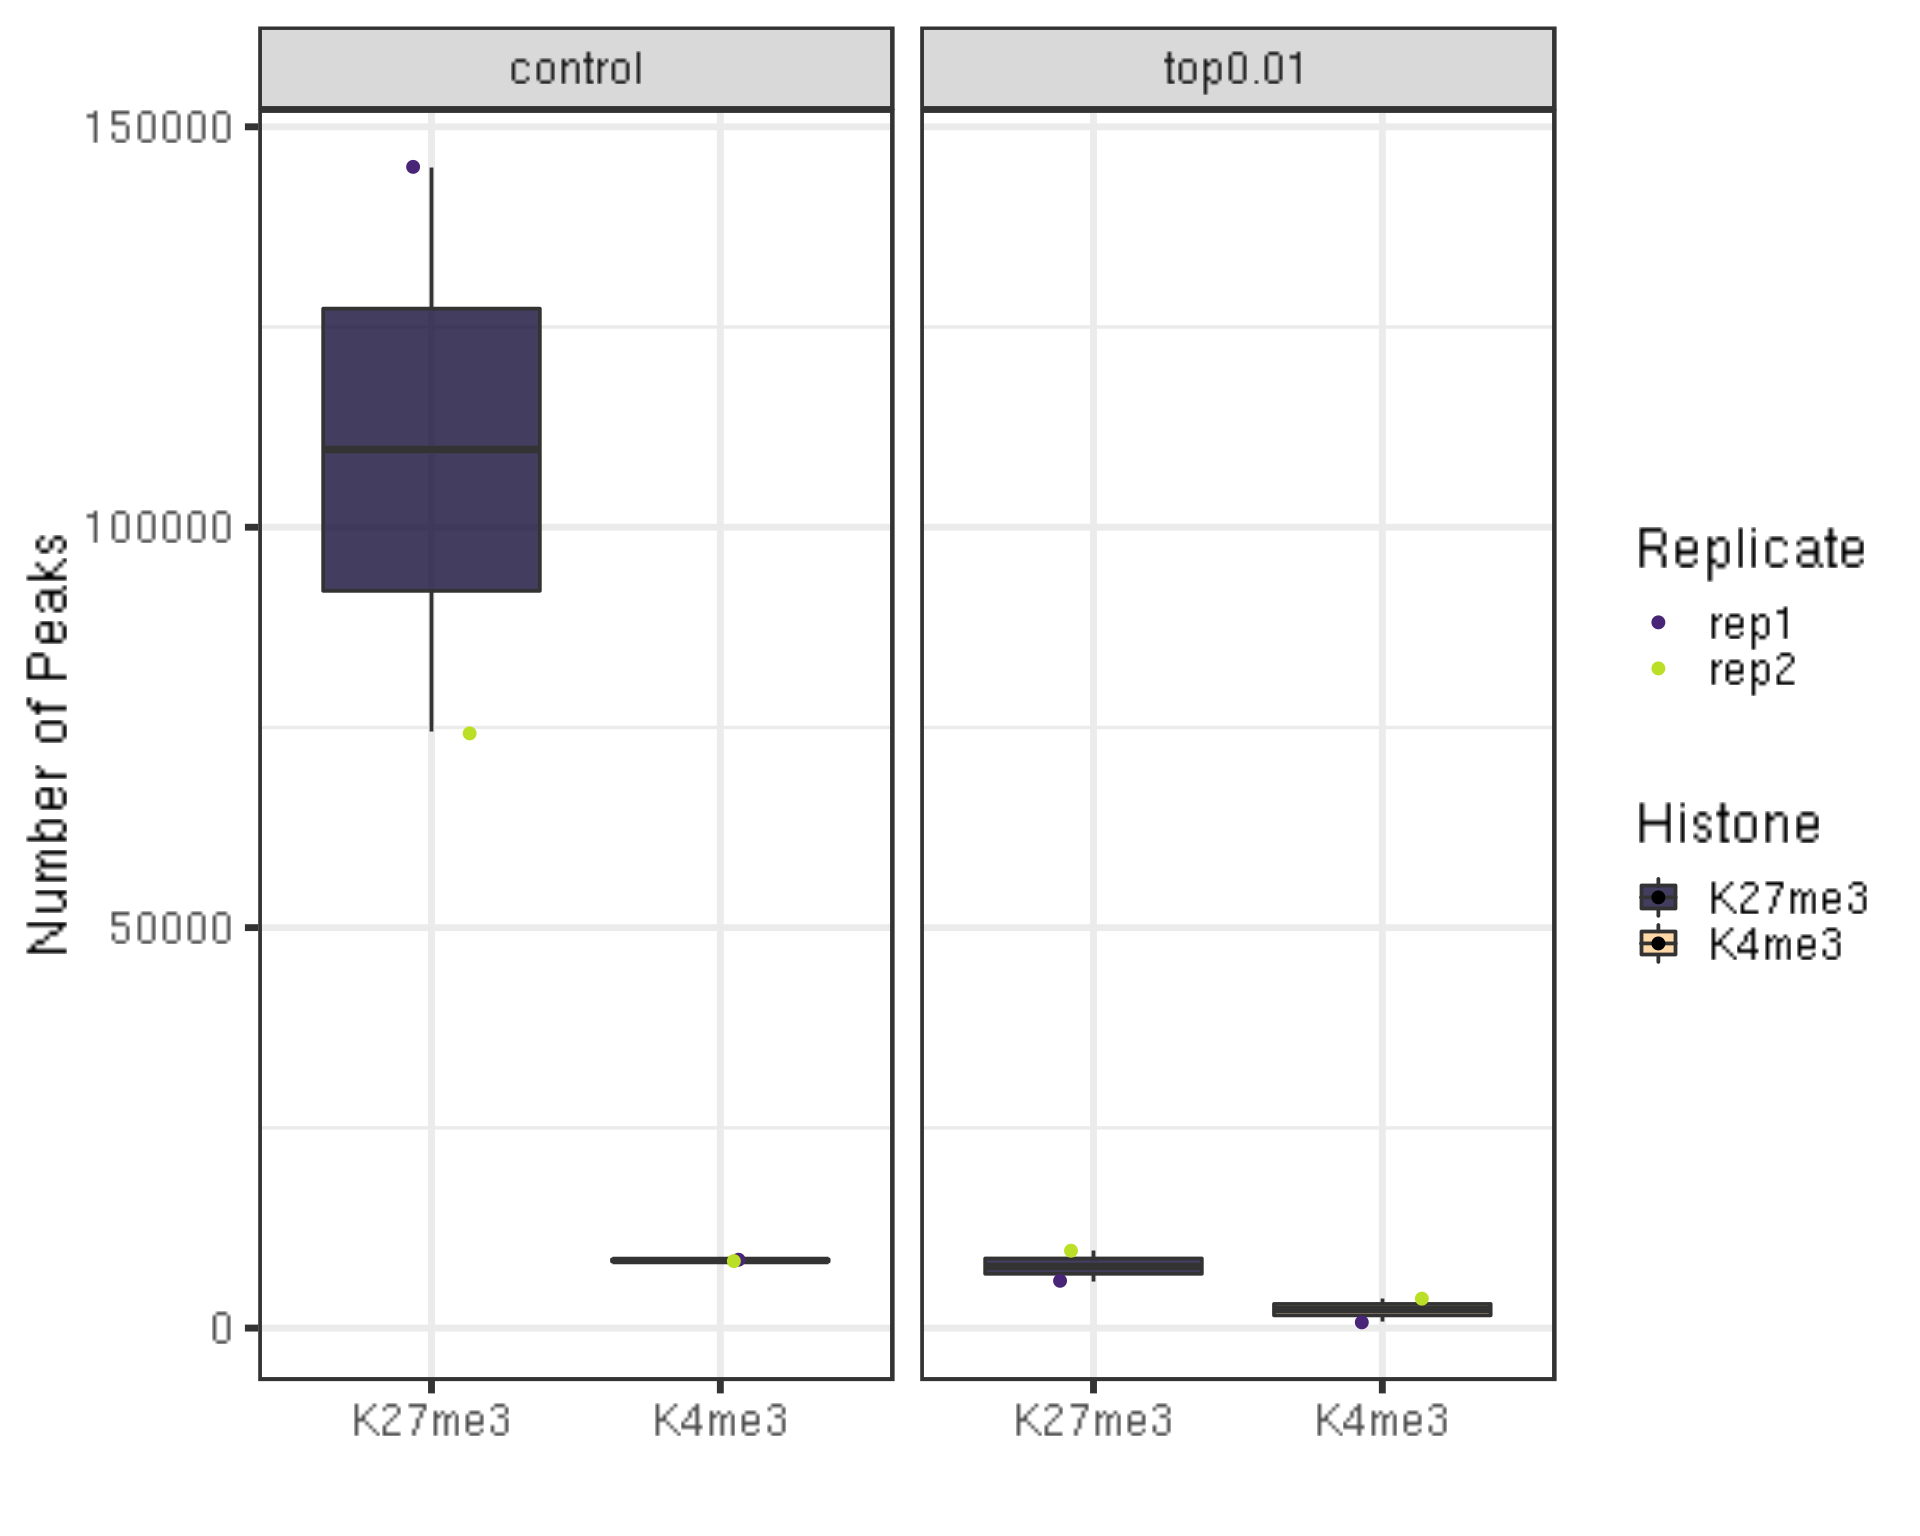 control
top0.01
150000
100000
50000
0
Number of Peaks
K27me3
K4me3
K27me3
K4me3
Replicate
rep1
rep2
Histone
K27me3
K4me3